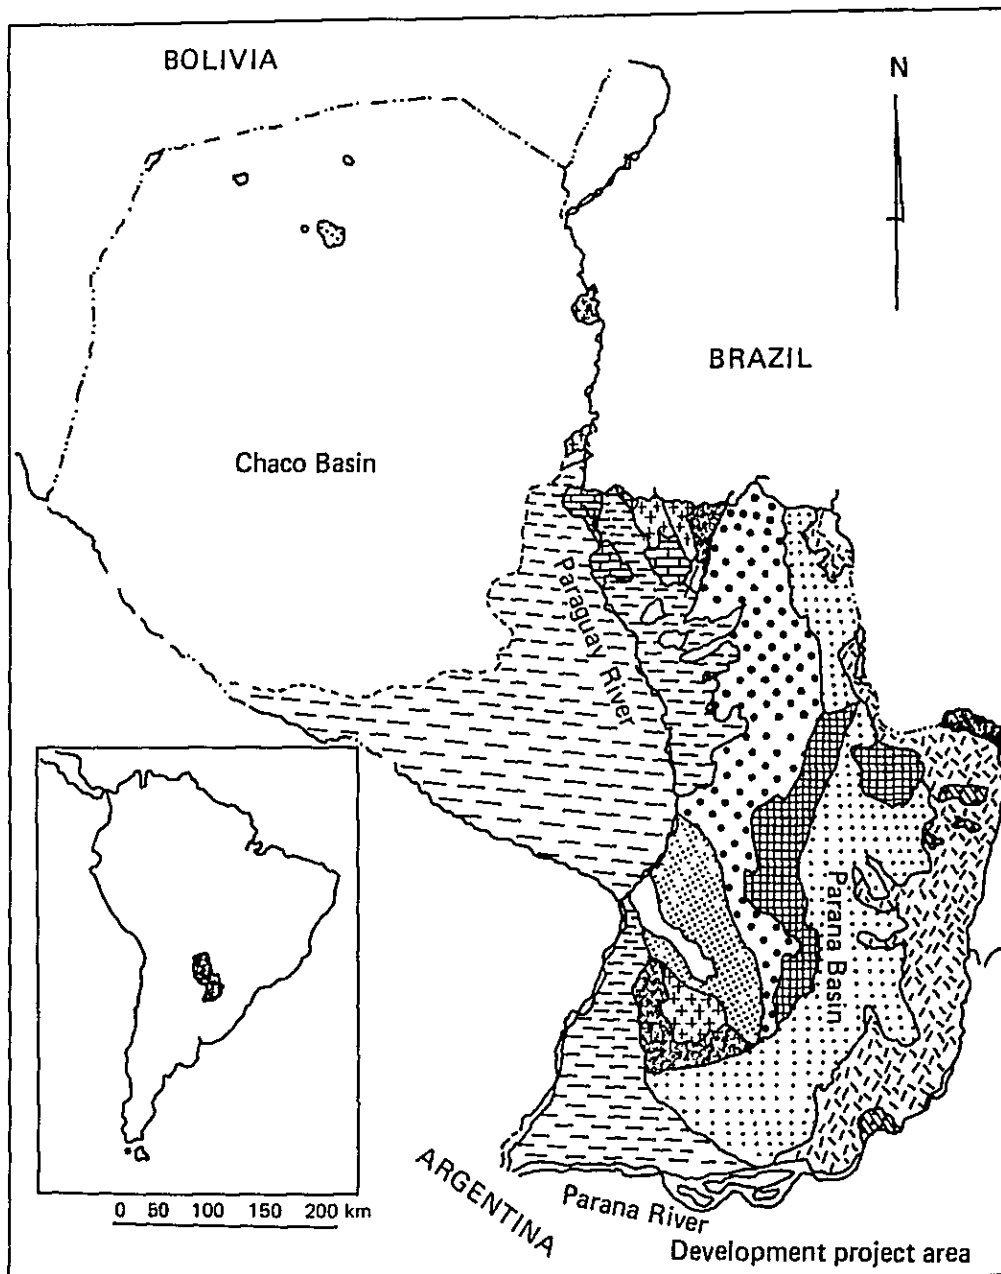 BOLIVIA
N
BRAZIL
Chaco Basin
Paraguay River
Parana Basin
0 50 100 150 200 km
ARGENTINA
Parana River
Development project area